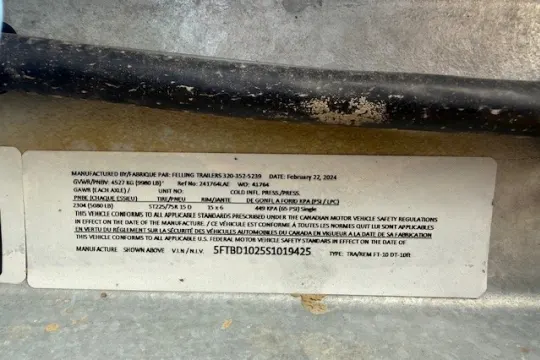 MANUFACTURED BY/FABRIQUE PAR: FELLING TRAILERS 320-352-5239 DATE: February 22, 2024
GVWR/PNBV: 4527 KG (9980 LB) Ref No: 241764LAE WO: 41764
GAWR (EACH AXLE) / UNIT NO: COLD INFL. PRESS./PRESS.
PNBE (CHAQUE ESSIEU) TIRE/PNEU RIM/JANTE DE GONFL A FORID KPA (PSI / LPC)
2304 (5080 LB) ST225/75R 15 D 15 x 6 449 KPA (65 PSI) Single
THIS VEHICLE CONFORMS TO ALL APPLICABLE STANDARDS PRESCRIBED UNDER THE CANADIAN MOTOR VEHICLE SAFETY REGULATIONS
IN EFFECT ON THE DATE OF MANUFACTURE / CE VÉHICULE EST CONFORME A TOUTES LES NORMES QUIT LUI SONT APPLICABLES
EN VERTU DU RÉGLEMENT SUR LA SÉCURITÉ DES VÉHICULES AUTOMOBILES DU CANADA EN VIGUEUR A LA DATE DE SA FABRICATION
THIS VEHICLE CONFORMS TO ALL APPLICABLE U.S. FEDERAL MOTOR VEHICLE SAFETY STANDARS IN EFFECT ON THE DATE OF
MANUFACTURE SHOWN ABOVE V.I.N / N.I.V. 5FTBD1025S1019425 TYPE: TRA/REM FT-10 DT-10ft